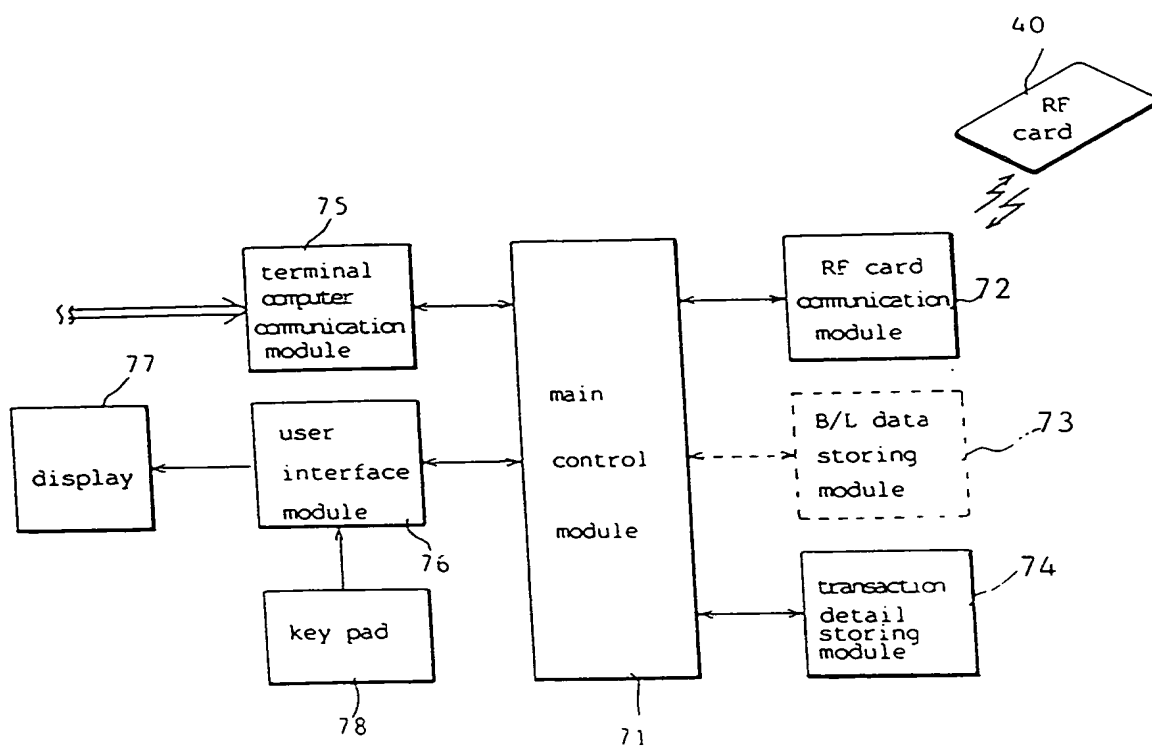 40
RF
card
75
terminal
computer
communication
module
RF card
communication
module
72
77
display
user
interface
module
76
main
control
module
71
B/L data
storing
module
73
key pad
78
transaction
detail
storing
module
74